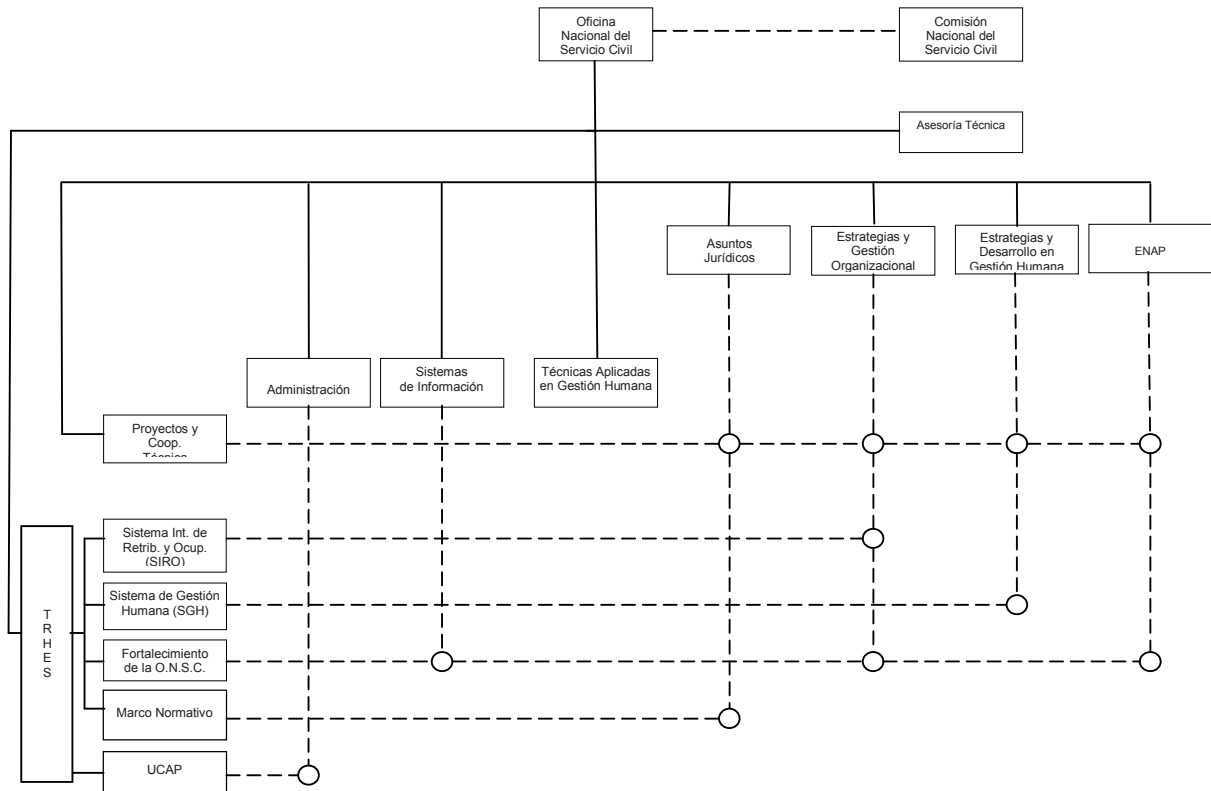 Oficina
Nacional del
Servicio Civil
Comisión
Nacional del
Servicio Civil
Asesoría Técnica
Asuntos
Jurídicos
Estrategias y
Gestión
Organizacional
Estrategias y
Desarrollo en
Gestión Humana
ENAP
Administración
Sistemas
de Información
Técnicas Aplicadas
en Gestión Humana
Proyectos y
Coop.
Técnica
T
R
H
E
S
Sistema Int. de
Retrib. y Ocup.
(SIRO)
Sistema de Gestión
Humana (SGH)
Fortalecimiento
de la O.N.S.C.
Marco Normativo
UCAP